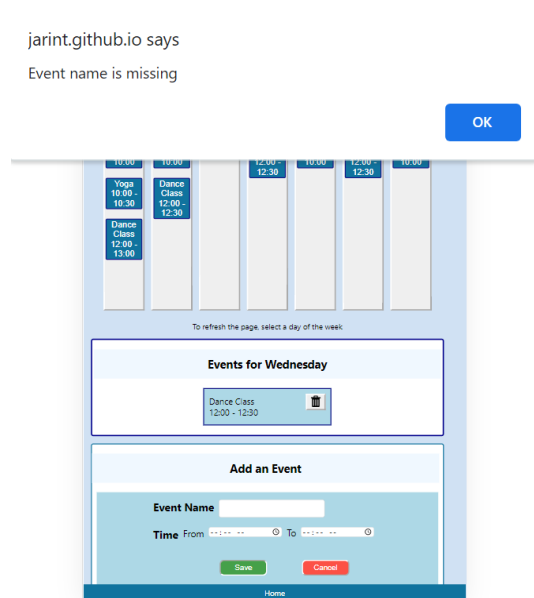 jarint.github.io says
Event name is missing
OK
10:00 10:00 12:00 - 10:00 12:00 - 10:00
12:30 12:30
Yoga
10:00 -
10:30
Dance
Class
12:00 -
12:30
Dance
Class
12:00 -
13:00
To refresh the page, select a day of the week
Events for Wednesday
Dance Class
12:00 - 12:30
Add an Event
Event Name
Time From --:-- -- To --:-- --
Save Cancel
Home